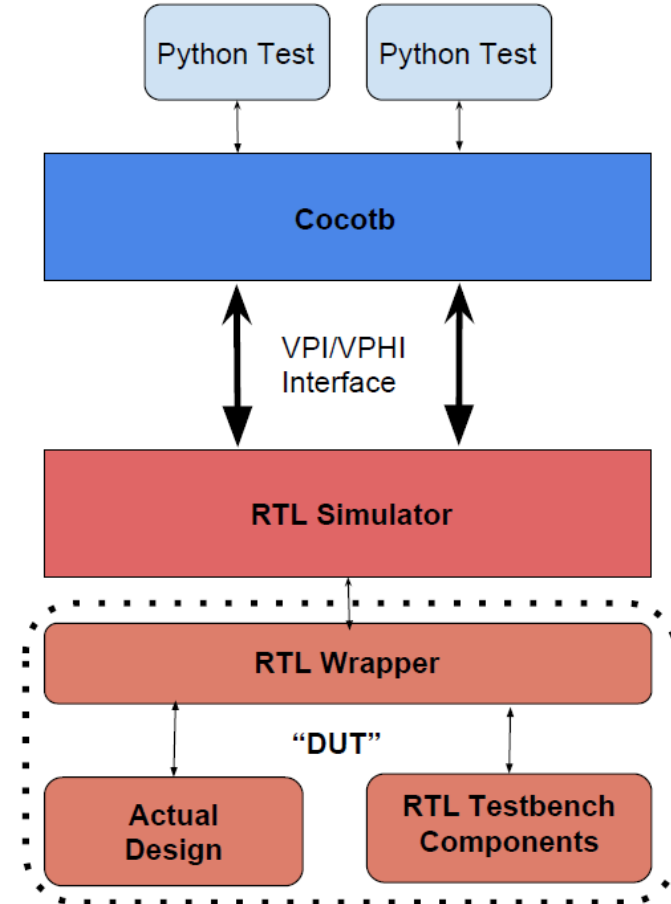 Python Test
Python Test
Cocotb
VPI/VPHI
Interface
RTL Simulator
RTL Wrapper
“DUT”
Actual
Design
RTL Testbench
Components